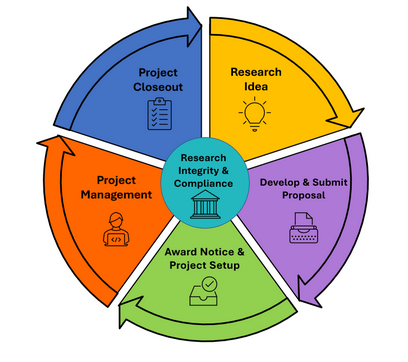 Project
Closeout
Research
Idea
Research
Integrity &
Compliance
Develop & Submit
Proposal
Project
Management
Award Notice &
Project Setup